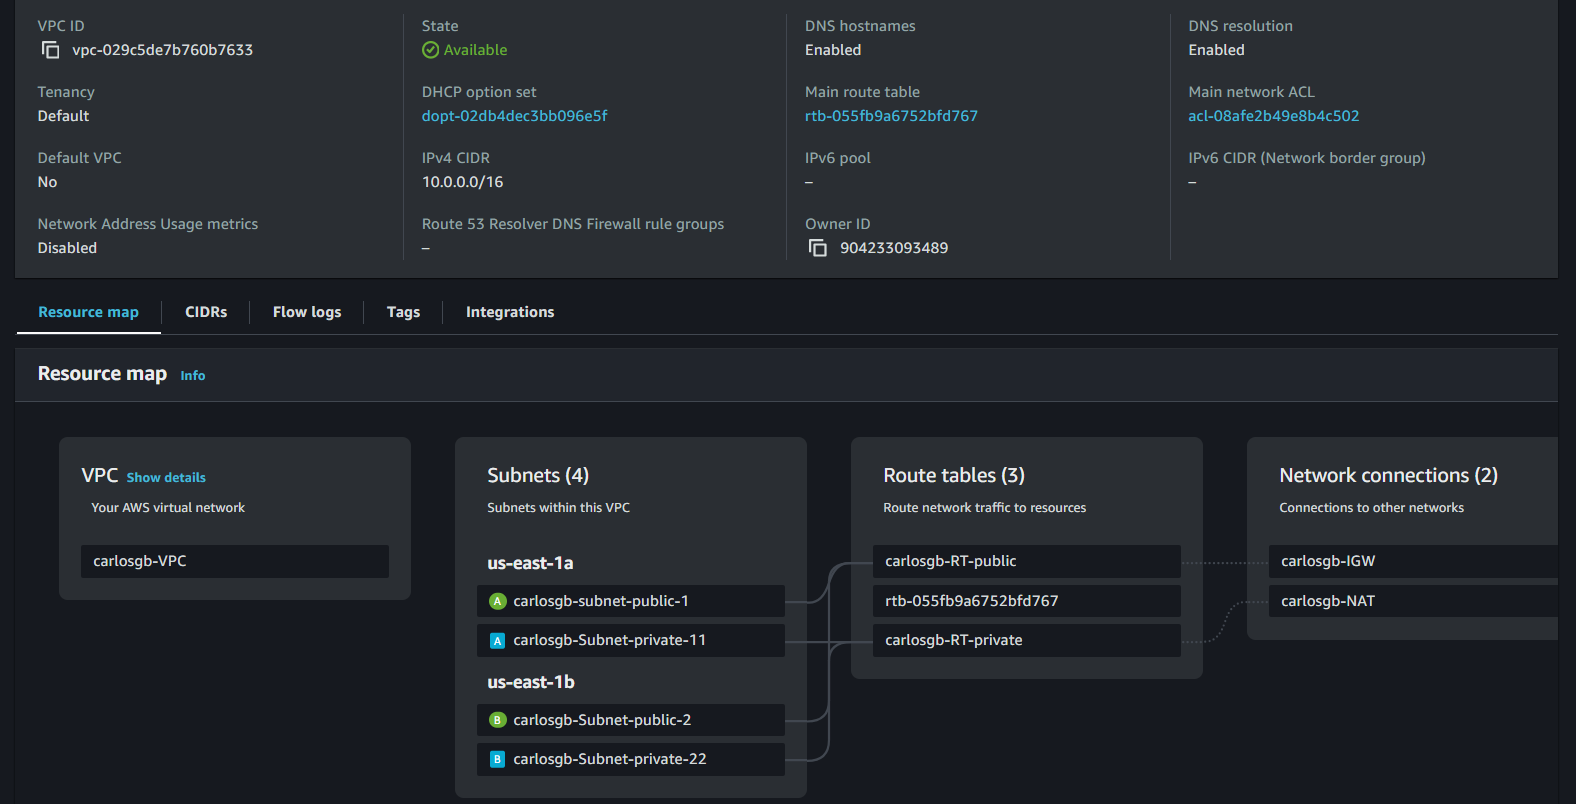 VPC ID
vpc-029c5de7b760b7633
State
Available
DNS hostnames
Enabled
DNS resolution
Enabled
Tenancy
Default
DHCP option set
dopt-02db4dec3bb096e5f
Main route table
rtb-055fb9a6752bfd767
Main network ACL
acl-08afe2b49e8b4c502
Default VPC
No
IPv4 CIDR
10.0.0.0/16
IPv6 pool
–
IPv6 CIDR (Network border group)
–
Network Address Usage metrics
Disabled
Route 53 Resolver DNS Firewall rule groups
–
Owner ID
904233093489
Resource map
CIDRs
Flow logs
Tags
Integrations
Resource map Info
VPC Show details
Your AWS virtual network
carlosgb-VPC
Subnets (4)
Subnets within this VPC
us-east-1a
A carlosgb-subnet-public-1
A carlosgb-Subnet-private-11
us-east-1b
B carlosgb-Subnet-public-2
B carlosgb-Subnet-private-22
Route tables (3)
Route network traffic to resources
carlosgb-RT-public
rtb-055fb9a6752bfd767
carlosgb-RT-private
Network connections (2)
Connections to other networks
carlosgb-IGW
carlosgb-NAT